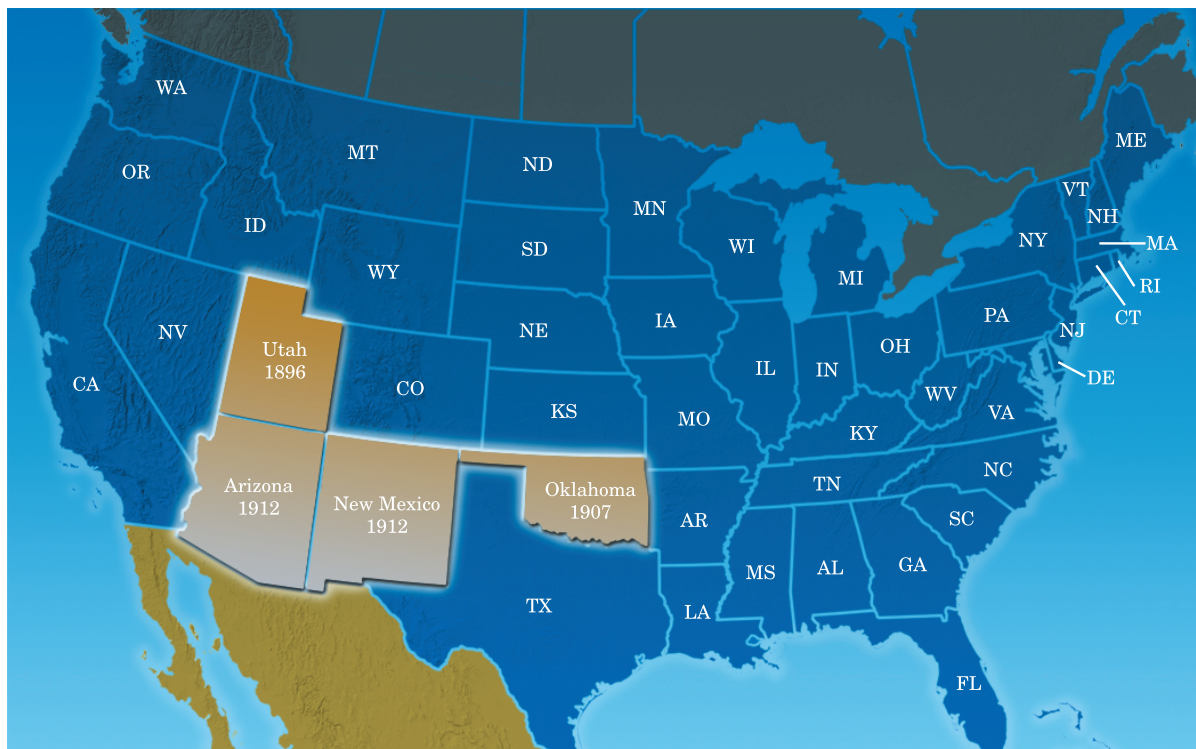 WA
OR
ID
MT
ND
SD
MN
WI
MI
WY
NE
IA
NV
CA
Utah
1896
CO
KS
MO
IL
IN
OH
PA
NY
VT
NH
ME
MA
RI
CT
NJ
DE
WV
VA
KY
NC
TN
SC
Arizona
1912
New Mexico
1912
Oklahoma
1907
AR
MS
AL
GA
LA
TX
FL